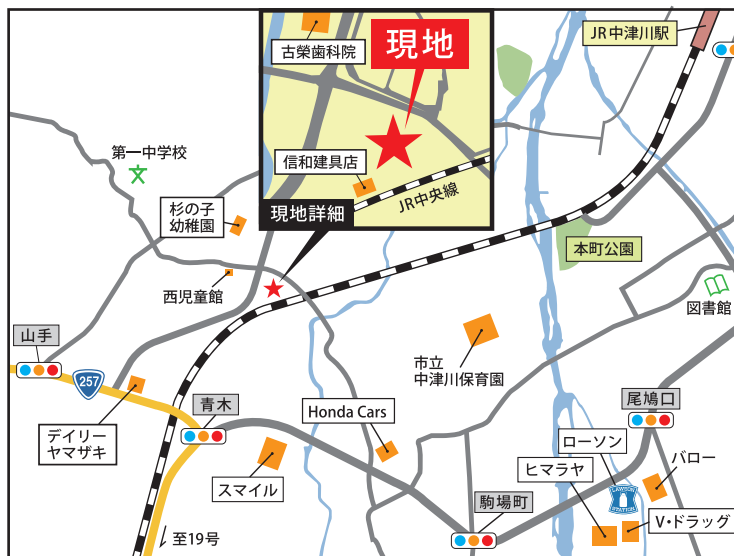 JR中津川駅
古榮歯科院
現地
第一中学校
信和建具店
JR中央線
杉の子
幼稚園
現地詳細
本町公園
西児童館
図書館
山手
257
市立
中津川保育園
青木
尾鳩口
デイリー
ヤマザキ
Honda Cars
ローソン
バロー
ヒマラヤ
スマイル
LAWSON
STATION
駒場町
V・ドラッグ
至19号